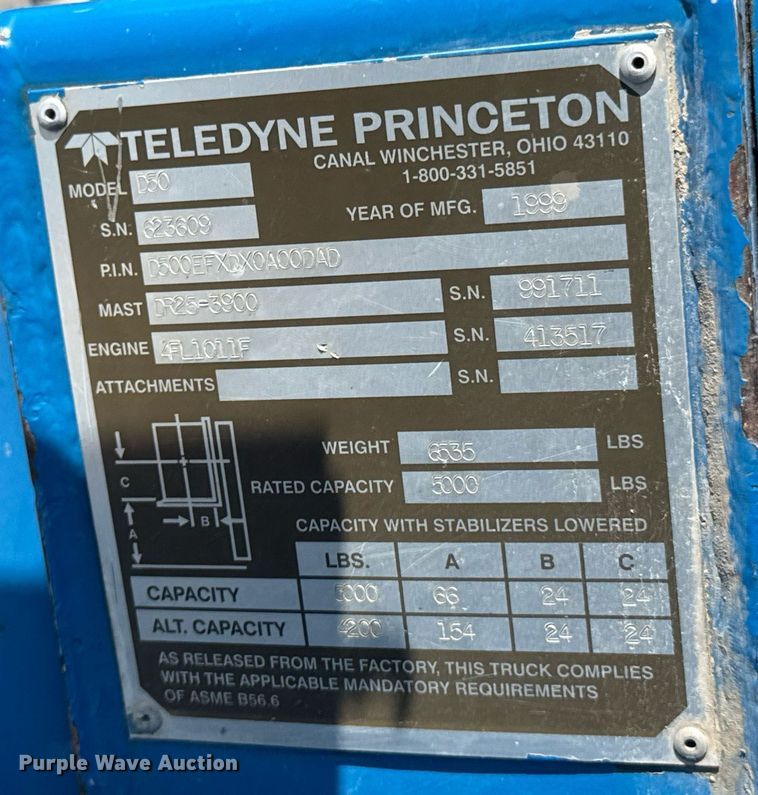 TELEDYNE PRINCETON
CANAL WINCHESTER, OHIO 43110
1-800-331-5851
MODEL D50
S.N. 623609 YEAR OF MFG. 1999
P.I.N. D500EFXDX0A00DAD
MAST DR25-3900 S.N. 991711
ENGINE 4FL1011F S.N. 413517
ATTACHMENTS S.N.
WEIGHT 6535 LBS
RATED CAPACITY 5000 LBS
C
B
A
CAPACITY WITH STABILIZERS LOWERED
LBS. A B C
CAPACITY 5000 66 24 24
ALT. CAPACITY 4200 154 24 24
AS RELEASED FROM THE FACTORY, THIS TRUCK COMPLIES
WITH THE APPLICABLE MANDATORY REQUIREMENTS
OF ASME B56.6
Purple Wave Auction